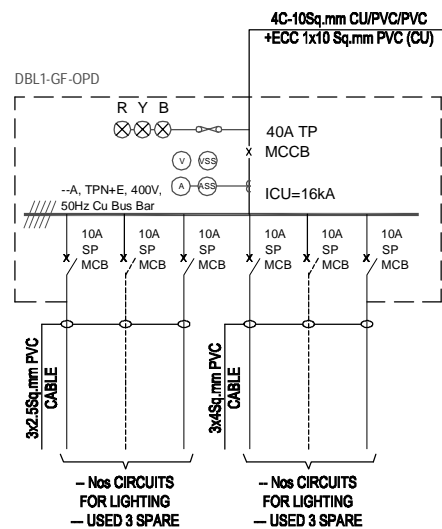 4C-10Sq.mm CU/PVC/PVC
+ECC 1x10 Sq.mm PVC (CU)
DBL1-GF-OPD
R Y B
40A TP
MCCB
V VSS
A ASS
ICU=16kA
--A, TPN+E, 400V,
50Hz Cu Bus Bar
10A
SP
MCB
10A
SP
MCB
10A
SP
MCB
10A
SP
MCB
10A
SP
MCB
10A
SP
MCB
3x2.5Sq.mm PVC
CABLE
3x4Sq.mm PVC
CABLE
-- Nos CIRCUITS
FOR LIGHTING
--- USED 3 SPARE
-- Nos CIRCUITS
FOR LIGHTING
--- USED 3 SPARE